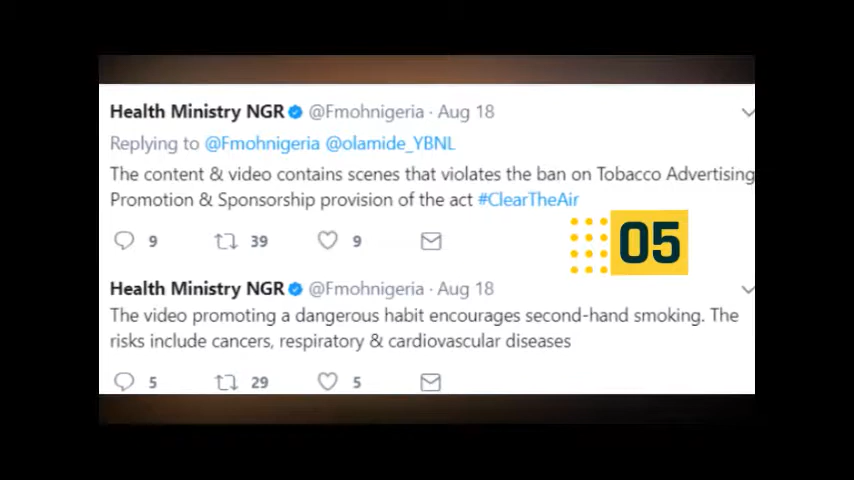 Health Ministry NGR @Fmohnigeria · Aug 18
Replying to @Fmohnigeria @olamide_YBNL
The content & video contains scenes that violates the ban on Tobacco Advertising
Promotion & Sponsorship provision of the act #ClearTheAir
9 39 9
05
Health Ministry NGR @Fmohnigeria · Aug 18
The video promoting a dangerous habit encourages second-hand smoking. The
risks include cancers, respiratory & cardiovascular diseases
5 29 5